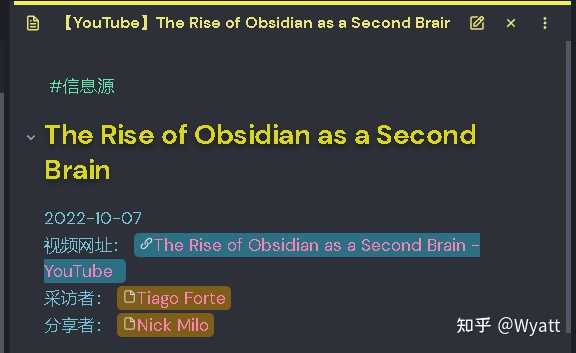 【YouTube】The Rise of Obsidian as a Second Brair
#信息源
The Rise of Obsidian as a Second
Brain
2022-10-07
视频网址： The Rise of Obsidian as a Second Brain -
YouTube
采访者： Tiago Forte
分享者： Nick Milo
知乎 @Wyatt